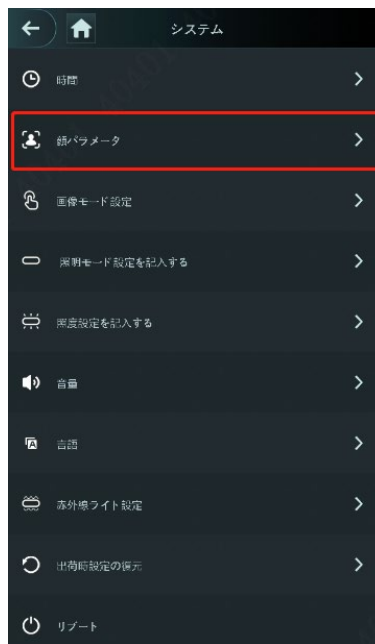 システム
時間
顔パラメータ
画像モード設定
照明モード設定を記入する
照度設定を記入する
音量
言語
赤外線ライト設定
出荷時設定の復元
リブート